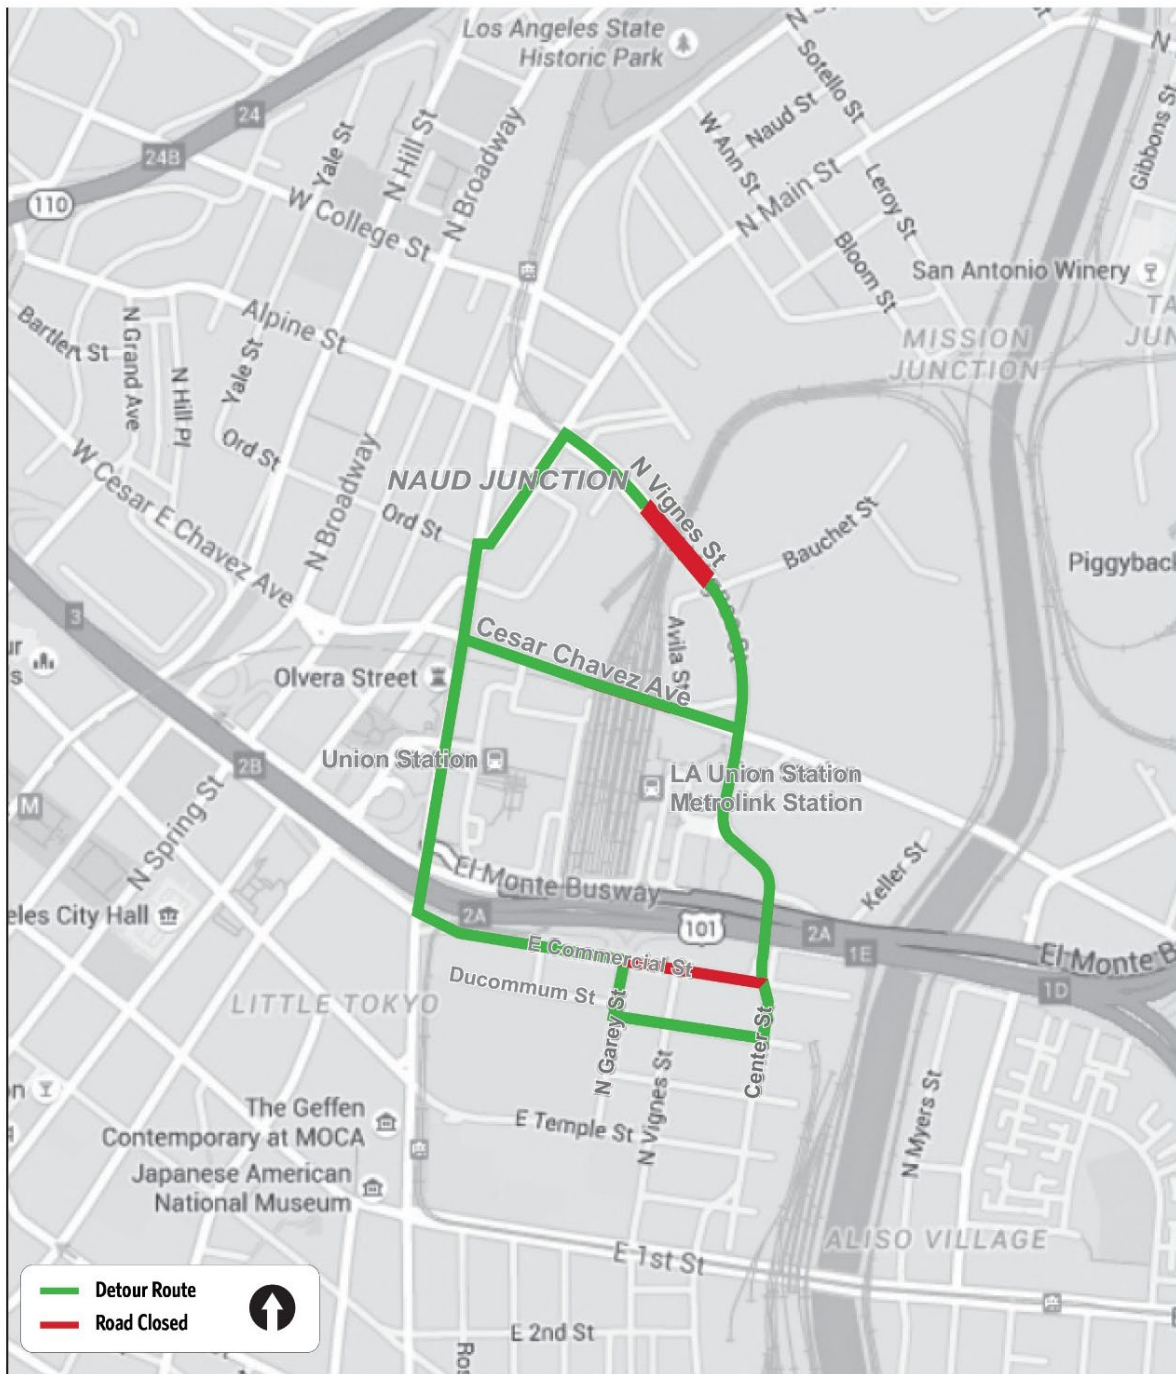 Los Angeles State
Historic Park
Sotello St
Naud St
W Ann St
N Main St
Leroy St
Bloom St
Gibbons St
24
24B
110
Yale St
N Hill St
N Broadway
W College St
San Antonio Winery
MISSION
JUNCTION
Alpine St
Bartlett St
N Grand Ave
N Hill Pl
Yale St
Ord St
N Broadway
W Cesar E Chavez Ave
NAUD JUNCTION
Ord St
N Vignes St
Bauchet St
Piggyback
3
Avila St
Cesar Chavez Ave
Olvera Street
Union Station
LA Union Station
Metrolink Station
2B
M
N Spring St
eles City Hall
El Monte Busway
2A
101
2A
1E
1D
Keller St
El Monte B
E Commercial St
Ducommum St
LITTLE TOKYO
N Garey St
N Vignes St
Center St
E Temple St
N Myers St
The Geffen
Contemporary at MOCA
Japanese American
National Museum
ALISO VILLAGE
E 1st St
E 2nd St
Ros
Detour Route
Road Closed